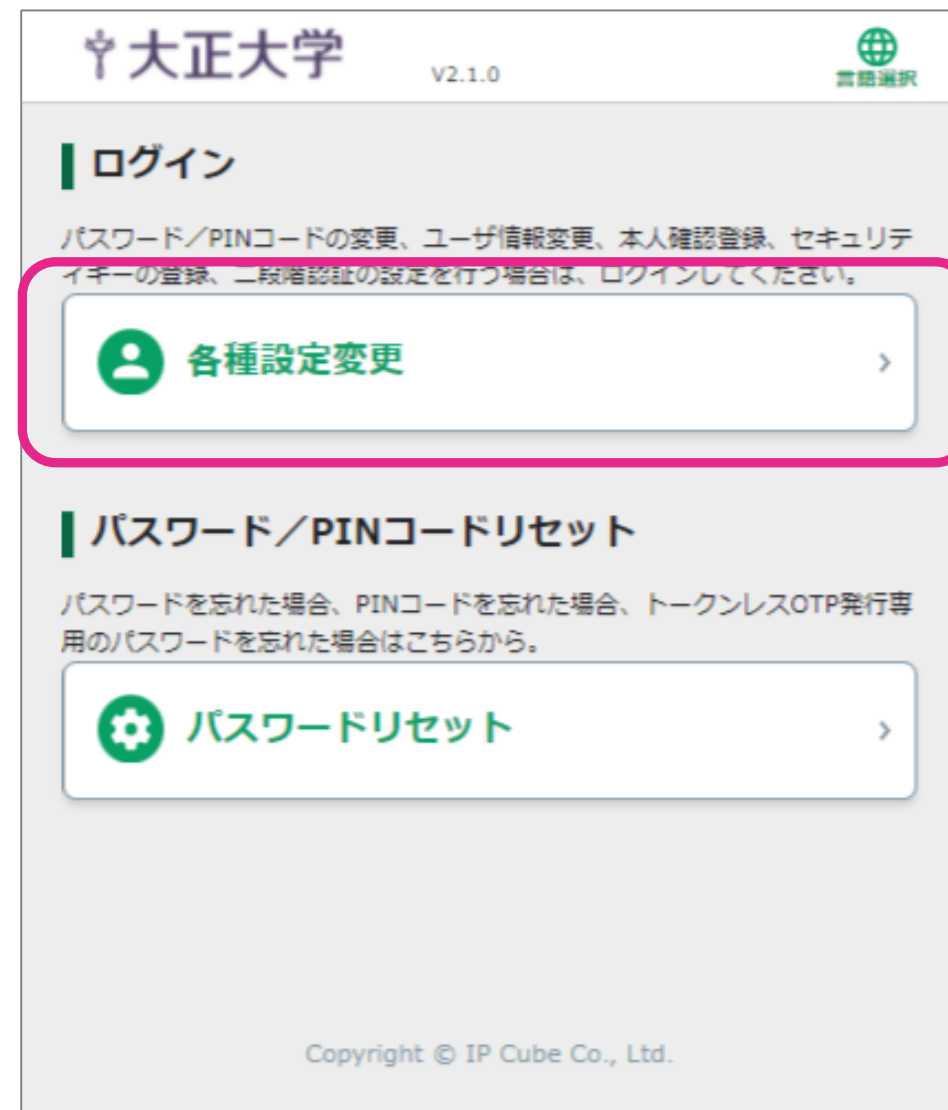 大正大学
V2.1.0
言語選択
ログイン
パスワード／PINコードの変更、ユーザ情報変更、本人確認登録、セキュリテ
ィキーの登録、二段階認証の設定を行う場合は、ログインしてください。
各種設定変更
パスワード／PINコードリセット
パスワードを忘れた場合、PINコードを忘れた場合、トークンレスOTP発行専
用のパスワードを忘れた場合はこちらから。
パスワードリセット
Copyright © IP Cube Co., Ltd.